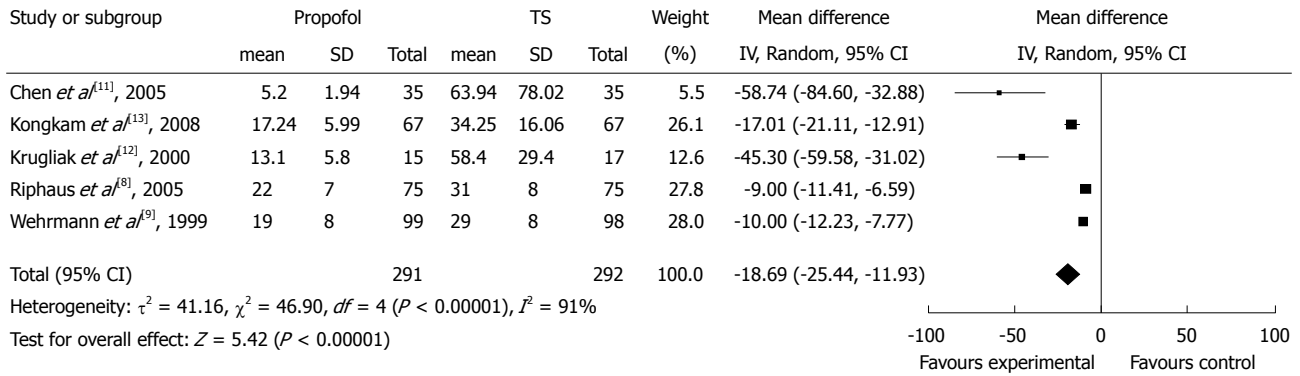 Study or subgroup Propofol TS Weight Mean difference Mean difference
mean SD Total mean SD Total (%) IV, Random, 95% CI IV, Random, 95% CI
Chen et al[11], 2005 5.2 1.94 35 63.94 78.02 35 5.5 -58.74 (-84.60, -32.88)
Kongkam et al[13], 2008 17.24 5.99 67 34.25 16.06 67 26.1 -17.01 (-21.11, -12.91)
Krugliak et al[12], 2000 13.1 5.8 15 58.4 29.4 17 12.6 -45.30 (-59.58, -31.02)
Riphaus et al[8], 2005 22 7 75 31 8 75 27.8 -9.00 (-11.41, -6.59)
Wehrmann et al[9], 1999 19 8 99 29 8 98 28.0 -10.00 (-12.23, -7.77)
Total (95% CI) 291 292 100.0 -18.69 (-25.44, -11.93)
Heterogeneity: τ² = 41.16, χ² = 46.90, df = 4 (P < 0.00001), I² = 91%
Test for overall effect: Z = 5.42 (P < 0.00001)
-100 -50 0 50 100
Favours experimental Favours control